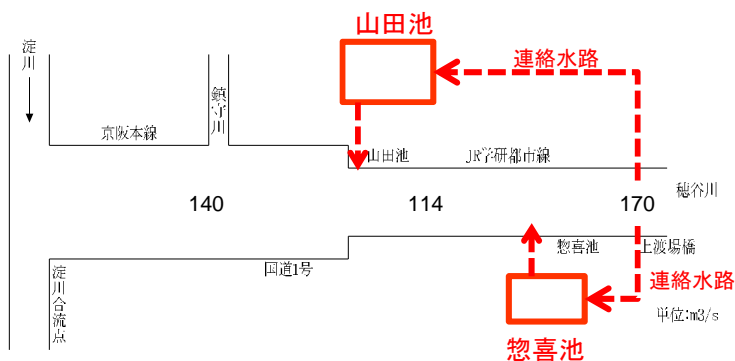 山田池
淀川
連絡水路
鎮守川
京阪本線
山田池
JR学研都市線
穂谷川
140
114
170
惣喜池
上渡場橋
国道1号
淀川合流点
連絡水路
単位:m3/s
惣喜池